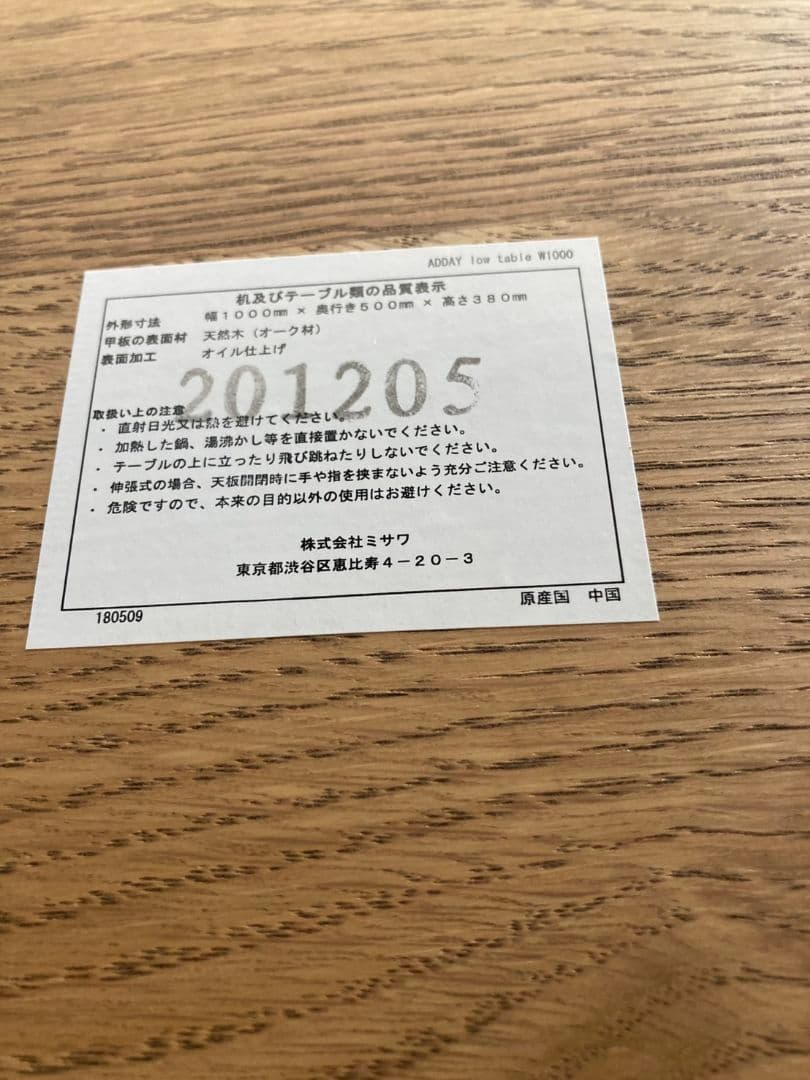 ADDAY low table W1000
机及びテーブル類の品質表示
外形寸法 幅1000㎜ × 奥行き500㎜ × 高さ380㎜
甲板の表面材 天然木(オーク材)
表面加工 オイル仕上げ
201205
取扱い上の注意
・直射日光又は熱を避けてください。
・加熱した鍋、湯沸かし等を直接置かないでください。
・テーブルの上に立ったり飛び跳ねたりしないでください。
・伸張式の場合、天板開閉時に手や指を挟まないよう充分ご注意ください。
・危険ですので、本来の目的以外の使用はお避けください。
株式会社ミサワ
東京都渋谷区恵比寿4-20-3
180509
原産国 中国